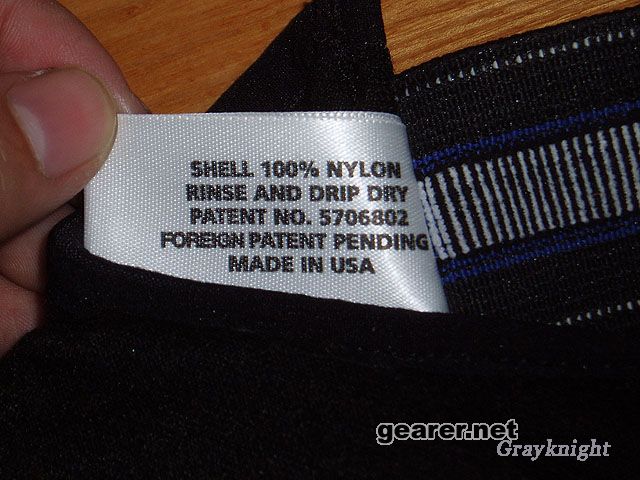 SHELL 100% NYLON
RINSE AND DRIP DRY
PATENT NO. 5706802
FOREIGN PATENT PENDING
MADE IN USA
gearer.net
Grayknight